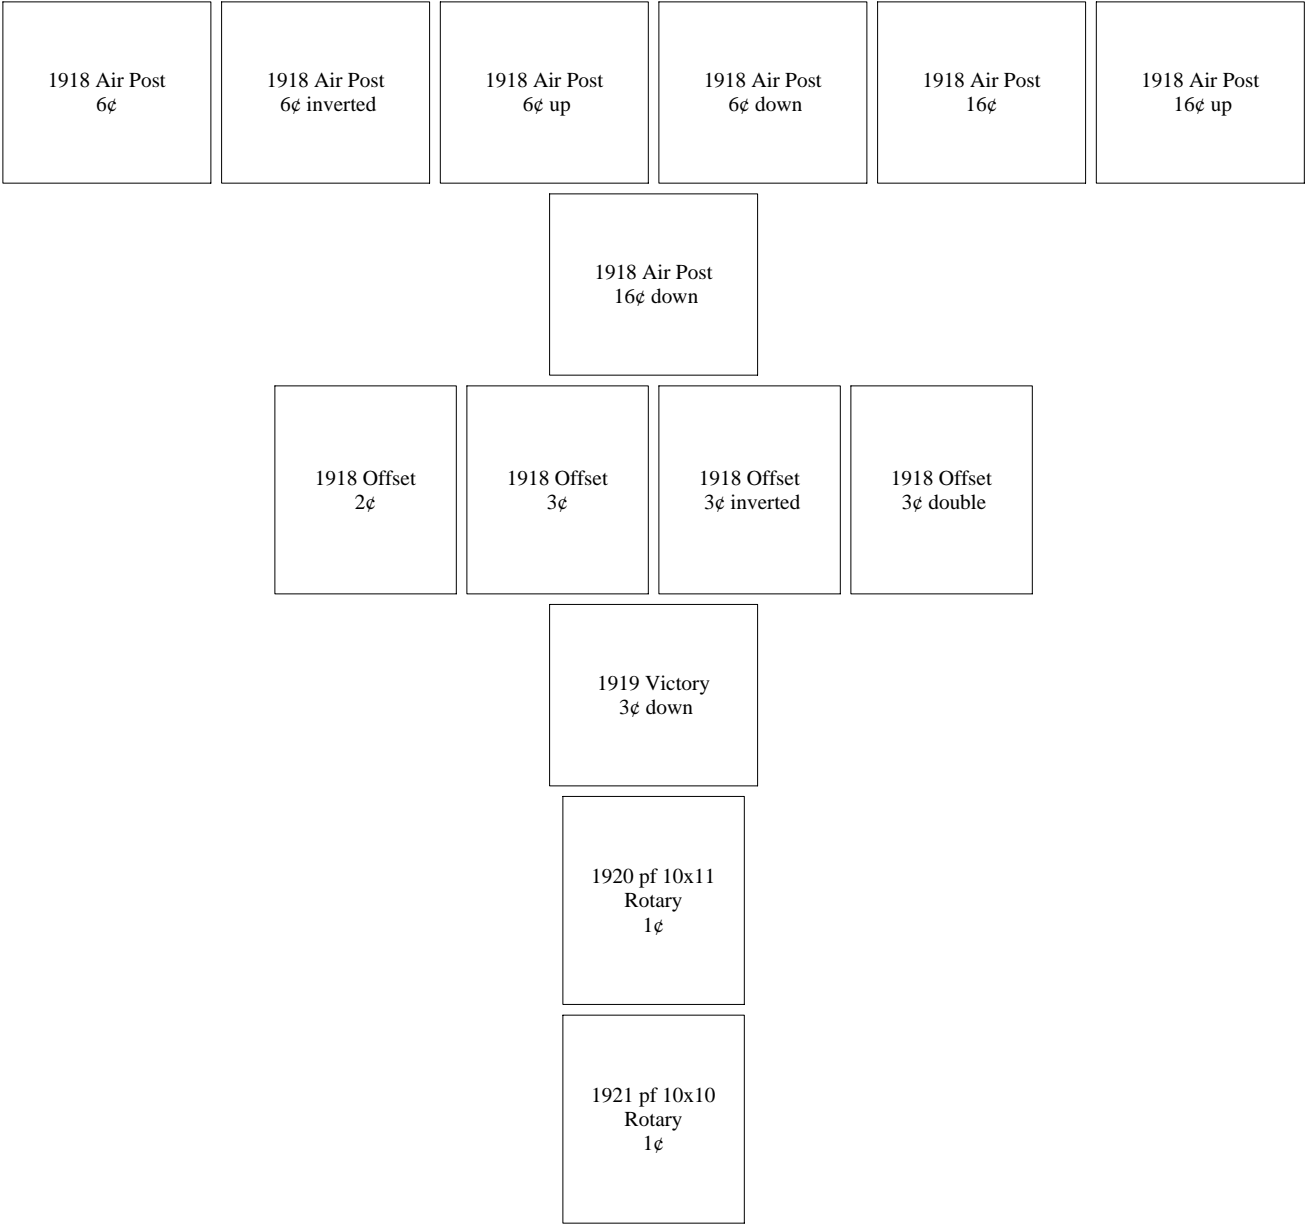 1918 Air Post
6¢
1918 Air Post
6¢ inverted
1918 Air Post
6¢ up
1918 Air Post
6¢ down
1918 Air Post
16¢
1918 Air Post
16¢ up
1918 Air Post
16¢ down
1918 Offset
2¢
1918 Offset
3¢
1918 Offset
3¢ inverted
1918 Offset
3¢ double
1919 Victory
3¢ down
1920 pf 10x11
Rotary
1¢
1921 pf 10x10
Rotary
1¢